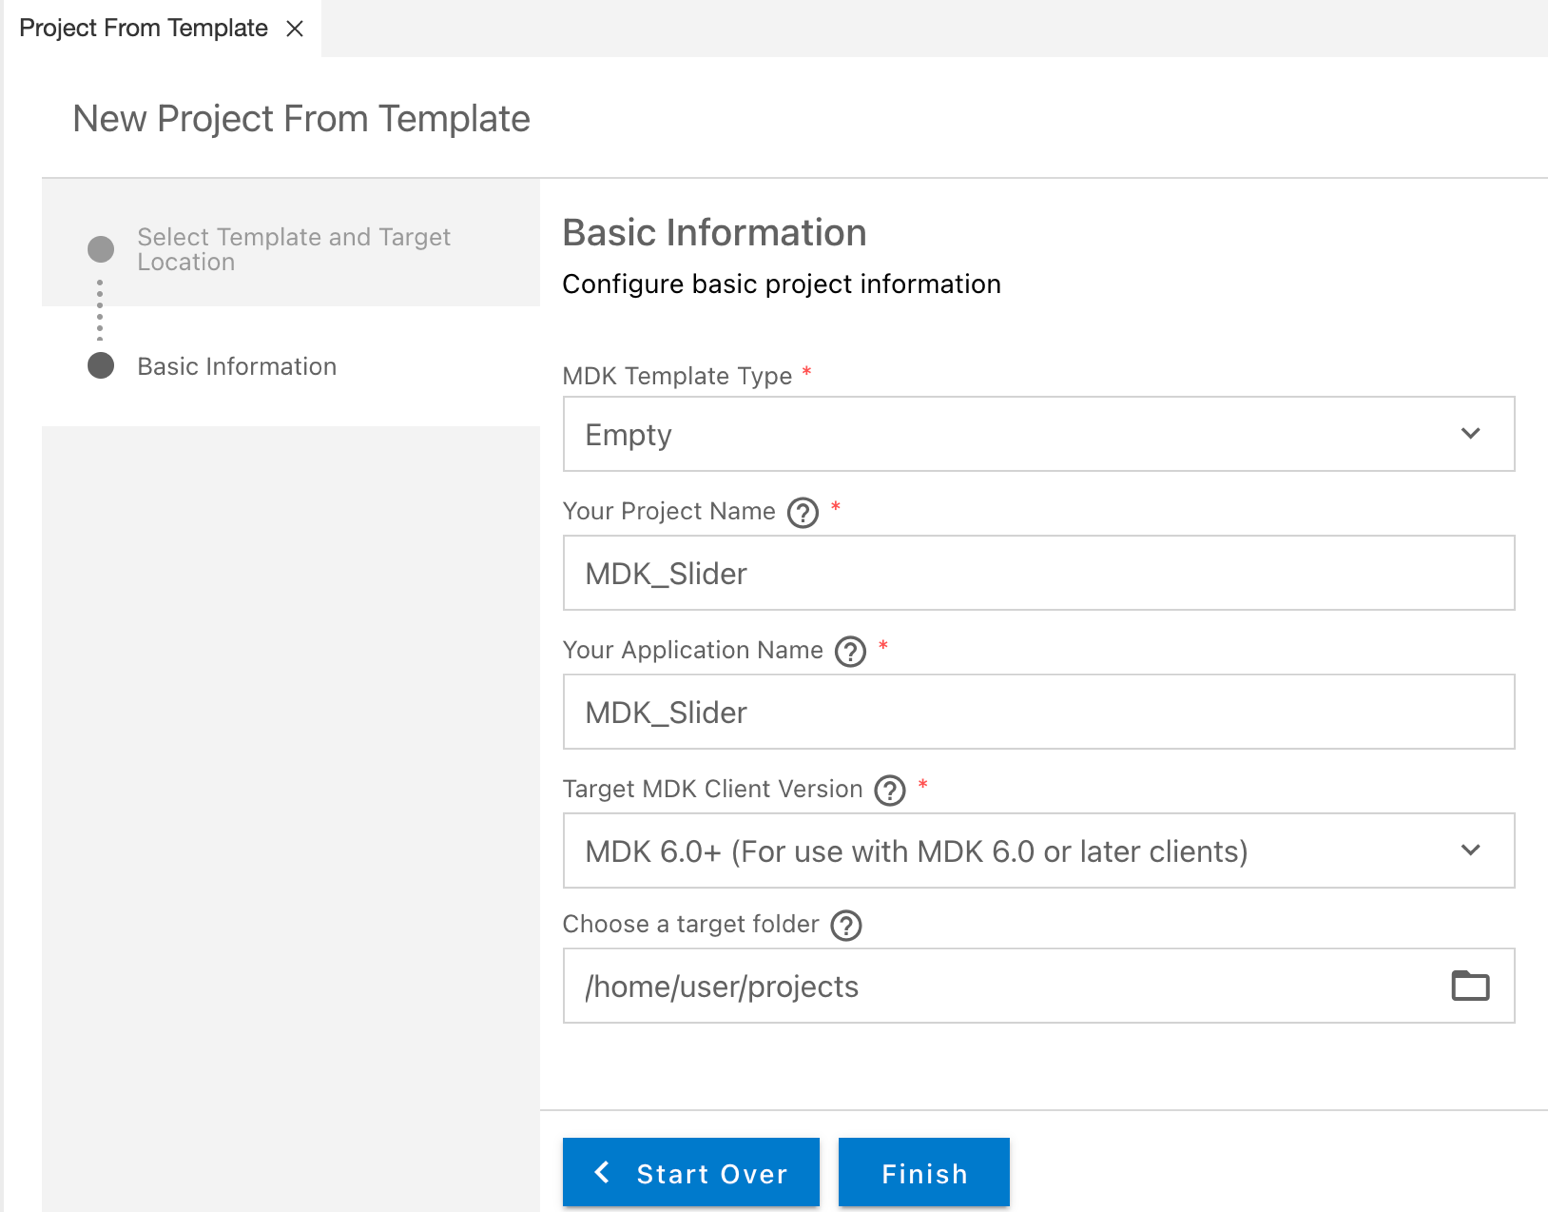 Project From Template
New Project From Template
Select Template and Target
Location
Basic Information
Basic Information
Configure basic project information
MDK Template Type *
Empty
Your Project Name ? *
MDK_Slider
Your Application Name ? *
MDK_Slider
Target MDK Client Version ? *
MDK 6.0+ (For use with MDK 6.0 or later clients)
Choose a target folder ?
/home/user/projects
Start Over
Finish